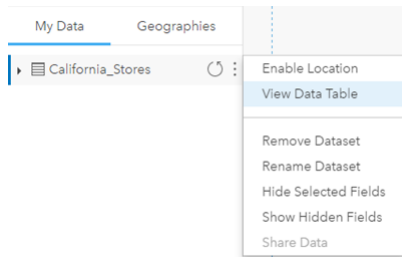 My Data Geographies
California_Stores
Enable Location
View Data Table
Remove Dataset
Rename Dataset
Hide Selected Fields
Show Hidden Fields
Share Data